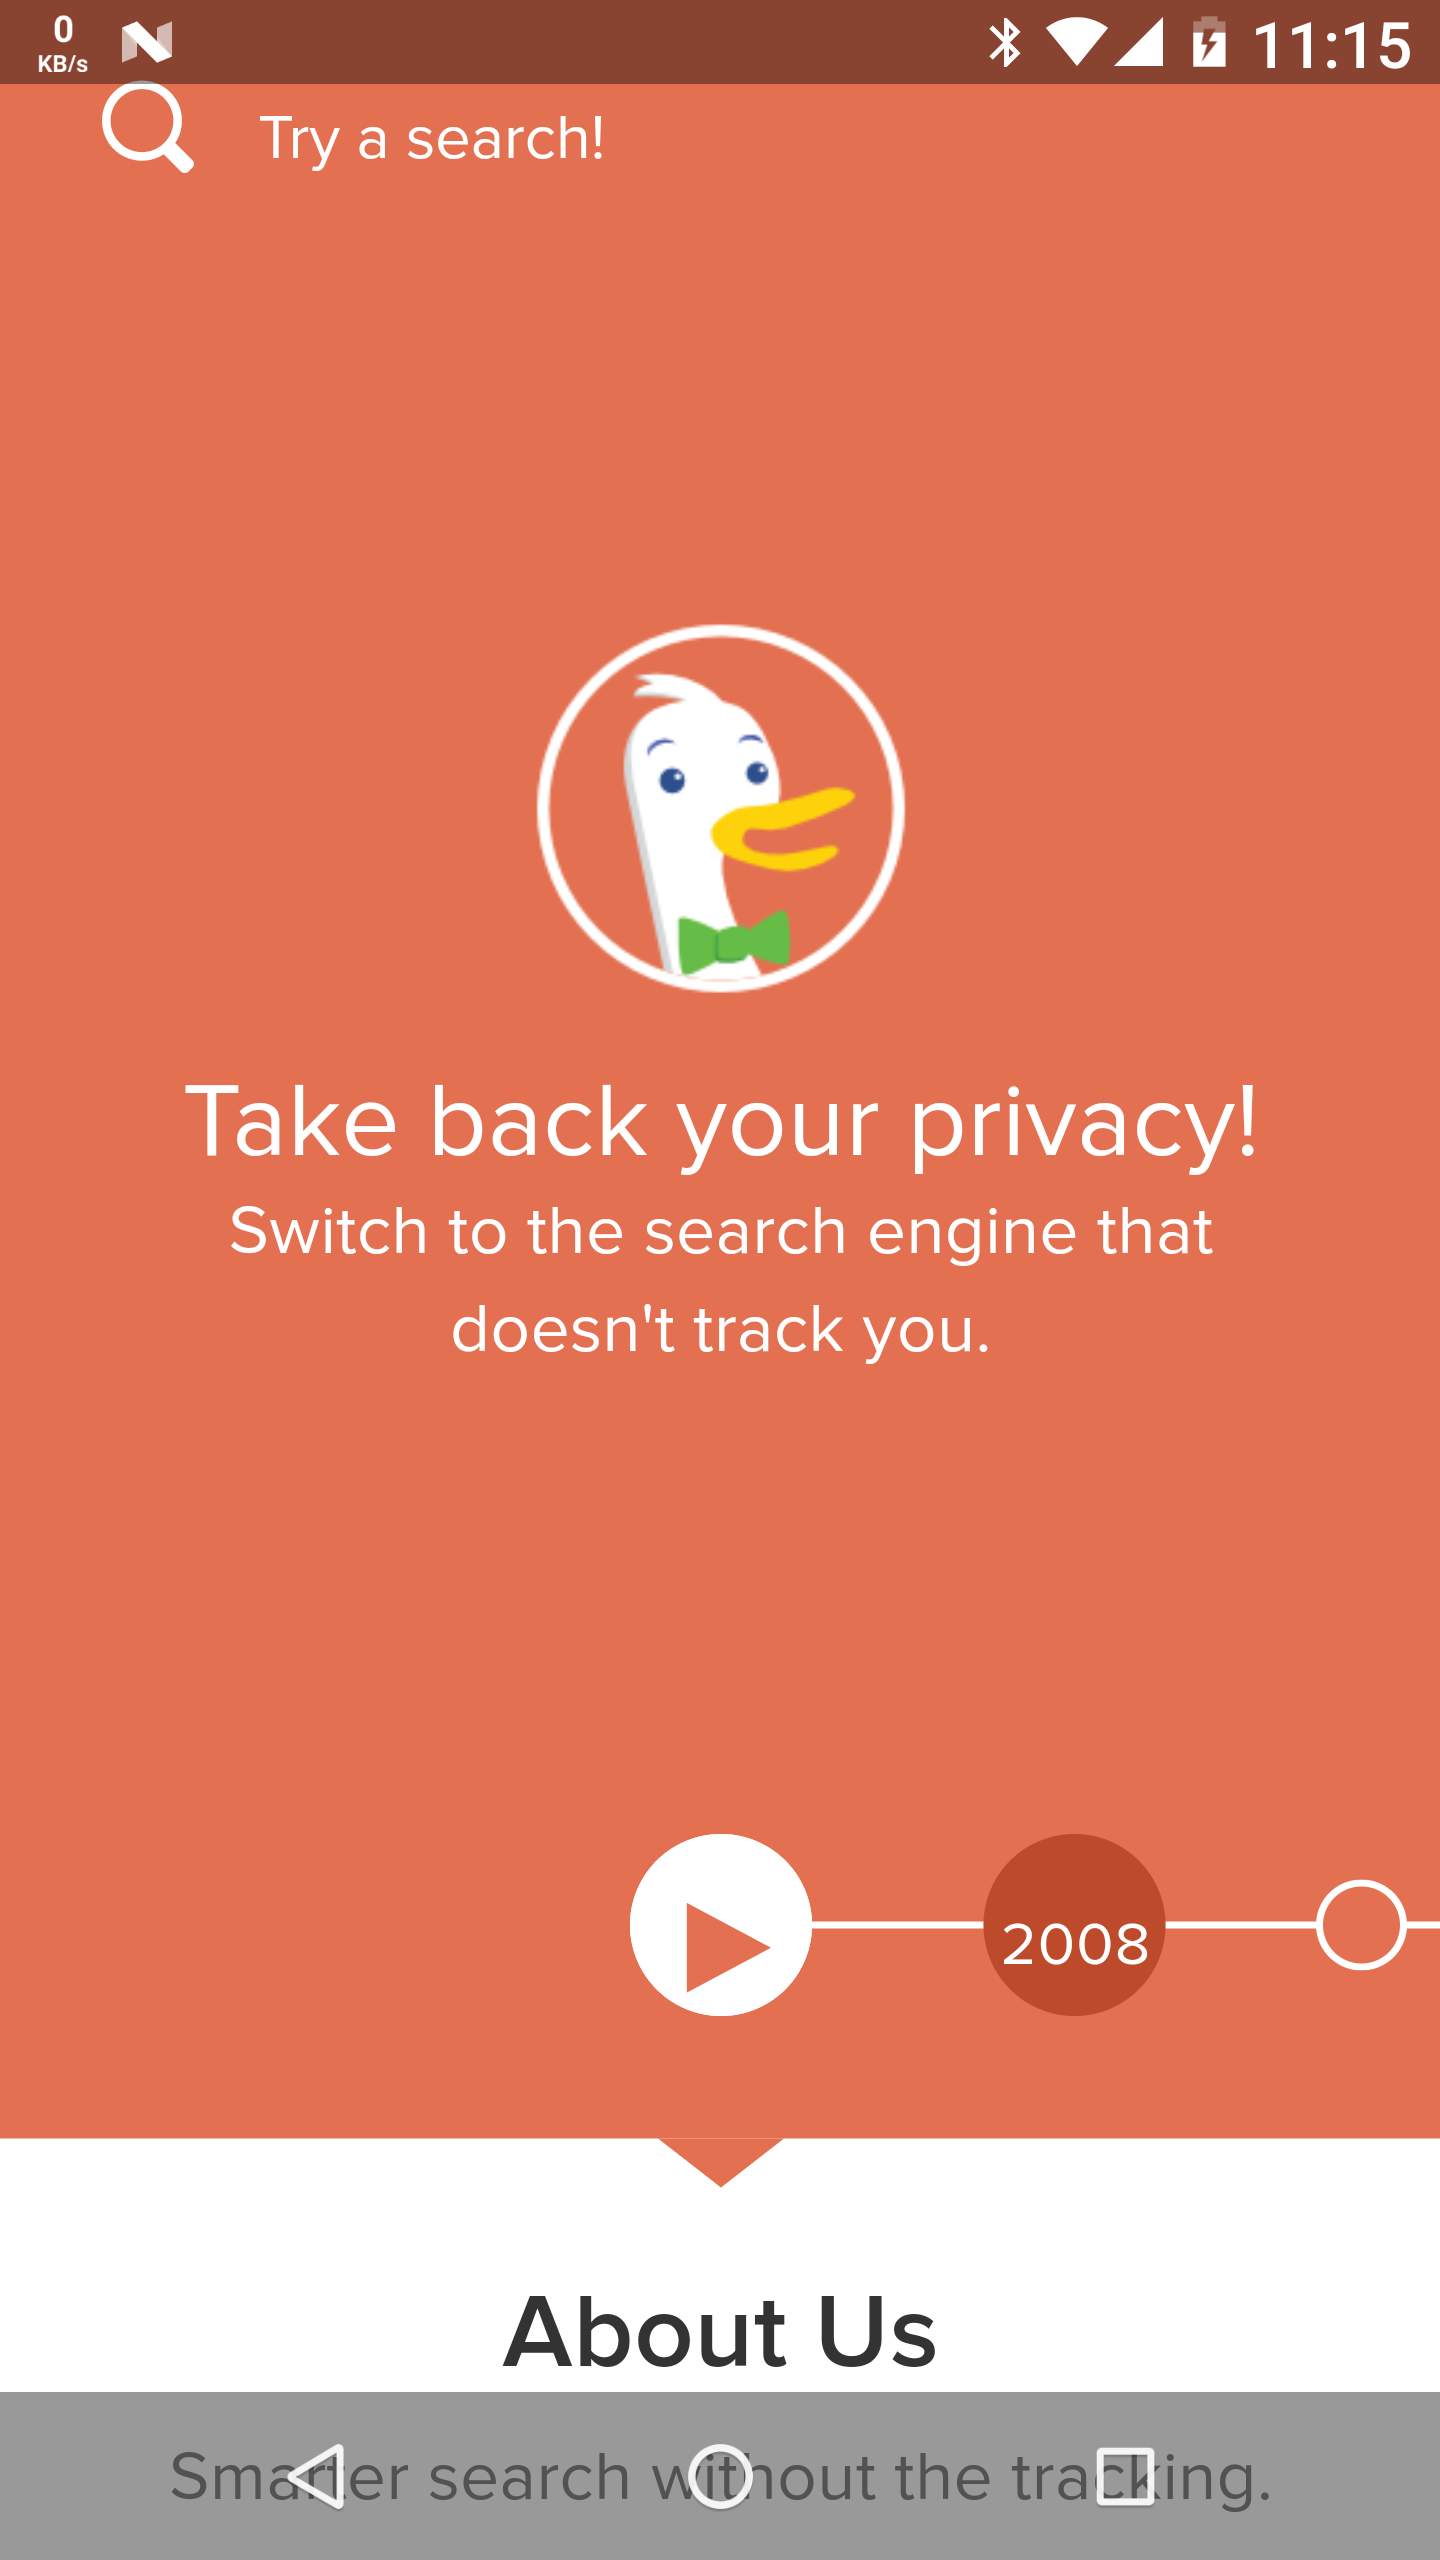 0
KB/s
11:15
Try a search!
Take back your privacy!
Switch to the search engine that
doesn't track you.
2008
About Us
Smarter search without the tracking.